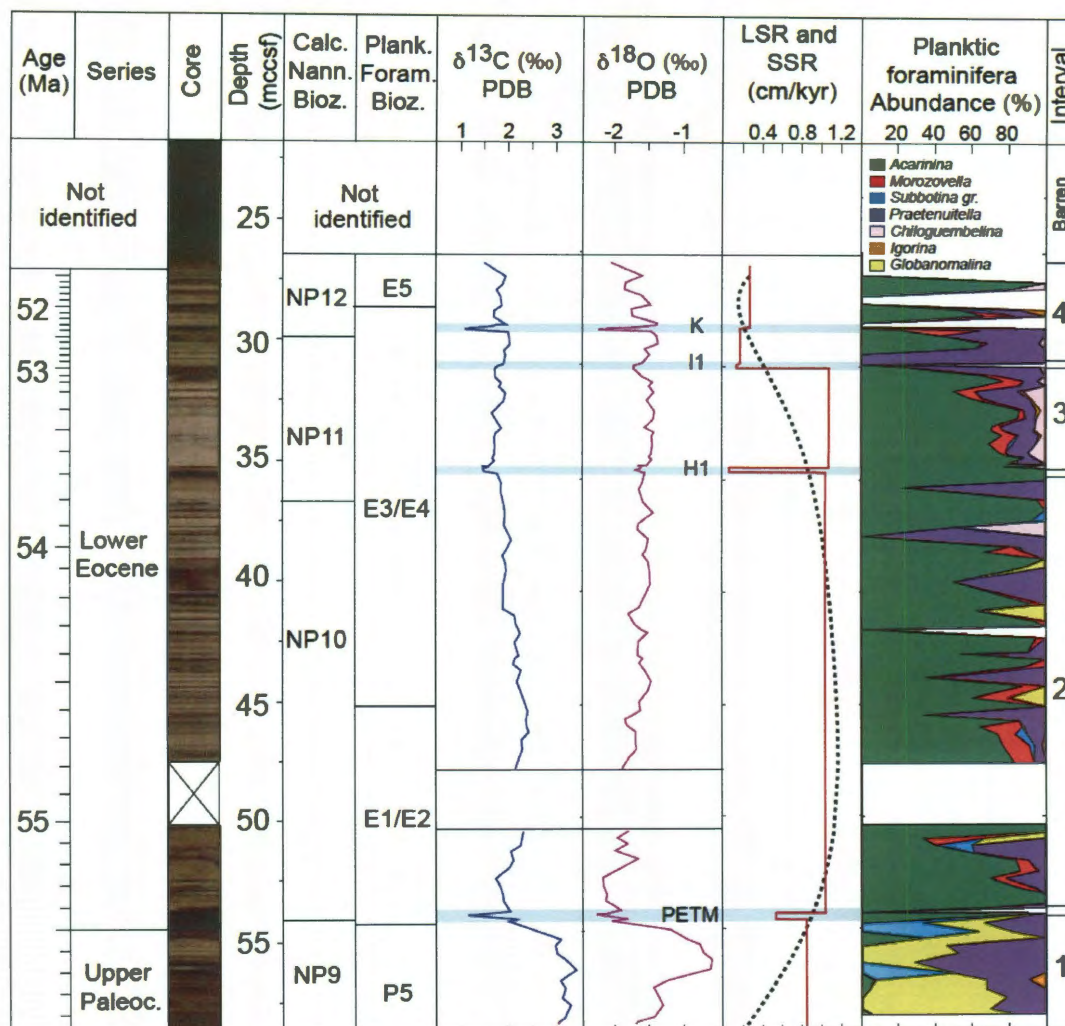 Age
(Ma)
Series
Core
Depth
(mccsf)
Calc.
Nann.
Bioz.
Plank.
Foram.
Bioz.
δ¹³C (‰)
PDB
1 2 3
δ¹⁸O (‰)
PDB
-2 -1
LSR and
SSR
(cm/kyr)
0.4 0.8 1.2
Planktic
foraminifera
Abundance (%)
20 40 60 80
Interval
Not
identified
25
Not
identified
Acarinina
Morozovella
Subbotina gr.
Praetenuitella
Chiloguembelina
Igorina
Globanomalina
Barren
52
53
54
55
Lower
Eocene
Upper
Paleoc.
30
35
40
45
50
55
NP12
NP11
NP10
NP9
E5
E3/E4
E1/E2
P5
K
I1
H1
PETM
4
3
2
1